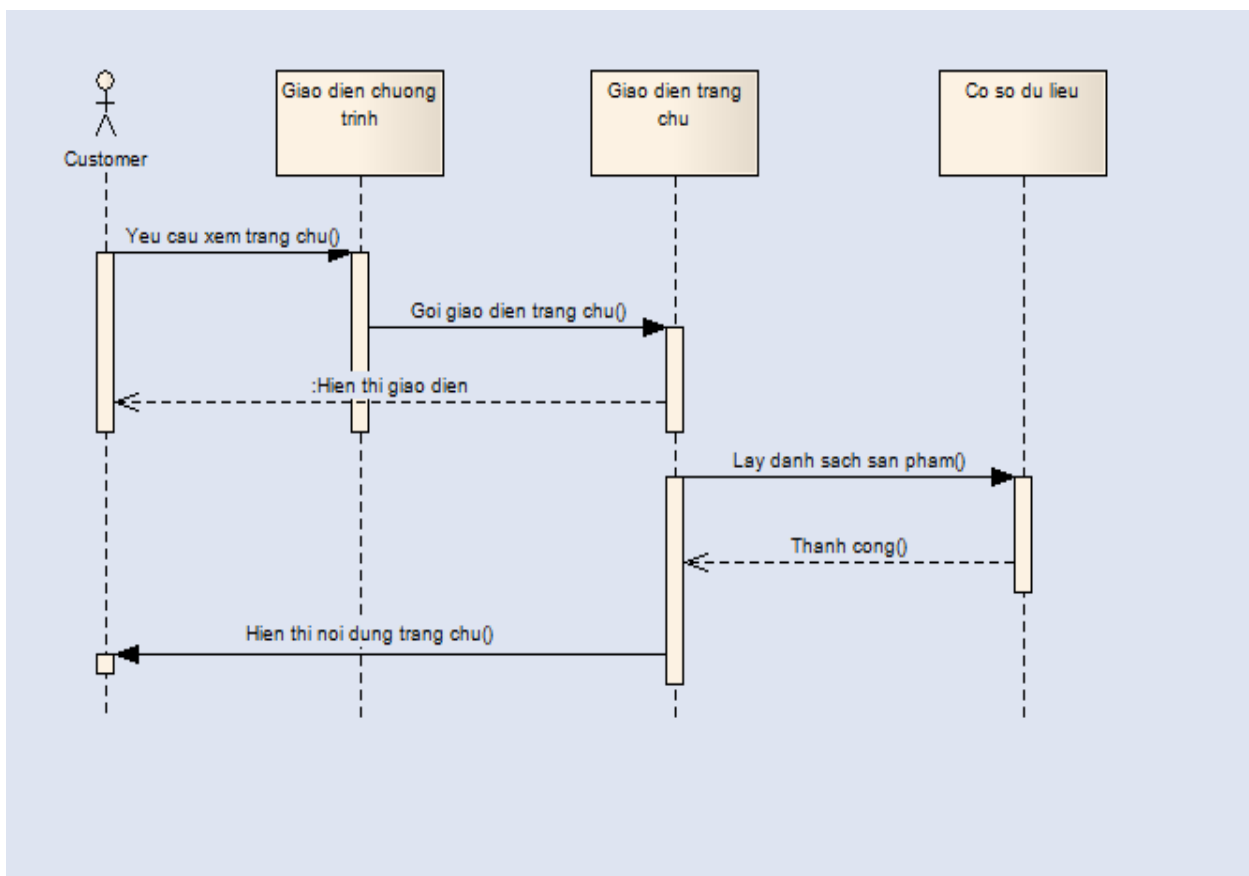 Giao dien chuong
trinh
Giao dien trang
chu
Co so du lieu
Customer
Yeu cau xem trang chu()
Goi giao dien trang chu()
:Hien thi giao dien
Lay danh sach san pham()
Thanh cong()
Hien thi noi dung trang chu()